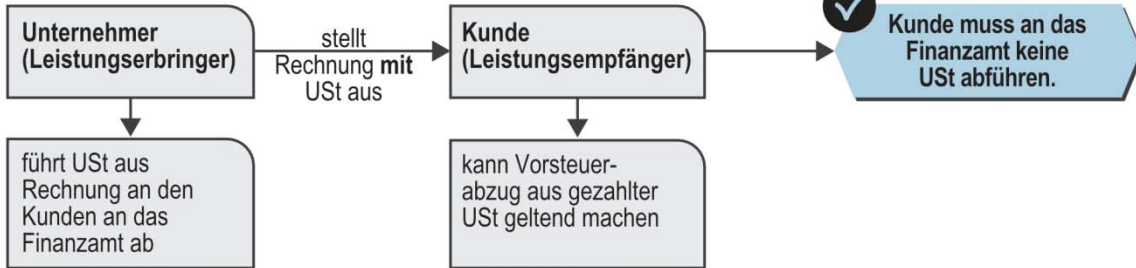 Unternehmer
(Leistungserbringer)
stellt
Rechnung mit
USt aus
Kunde
(Leistungsempfänger)
Kunde muss an das
Finanzamt keine
USt abführen.
führt USt aus
Rechnung an den
Kunden an das
Finanzamt ab
kann Vorsteuer-
abzug aus gezahlter
USt geltend machen